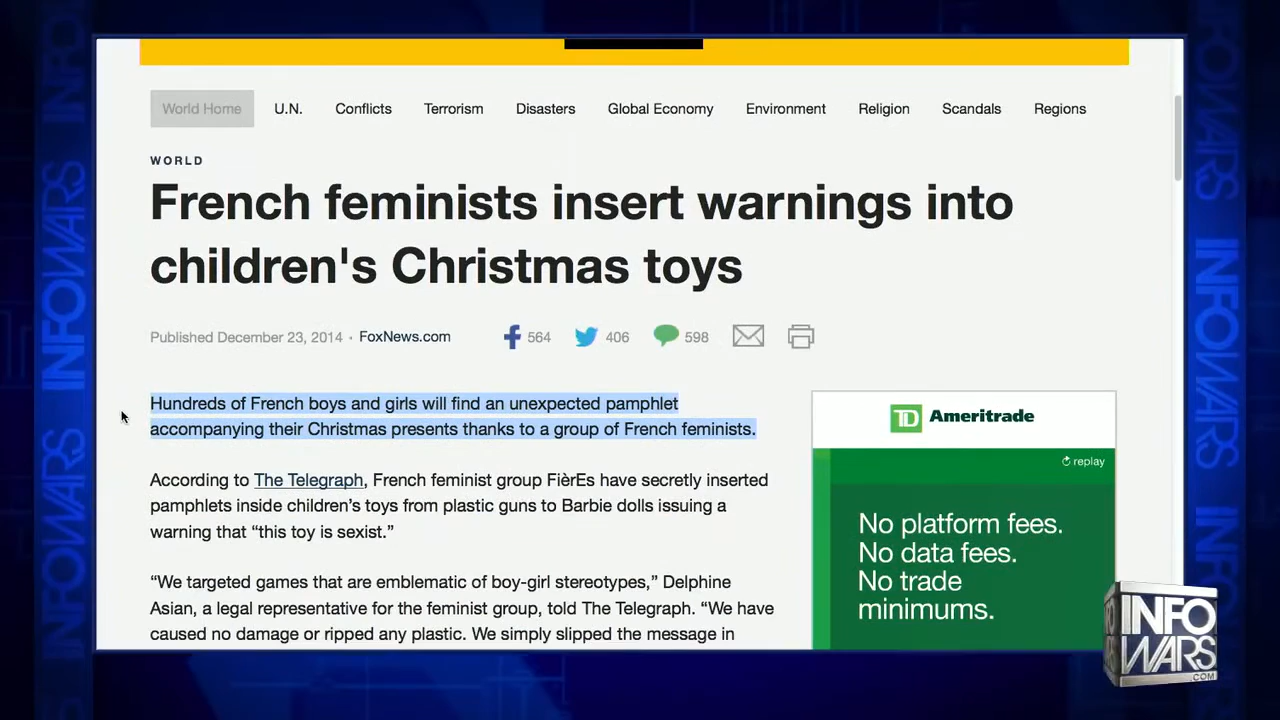 World Home U.N. Conflicts Terrorism Disasters Global Economy Environment Religion Scandals Regions
WORLD
French feminists insert warnings into
children's Christmas toys
Published December 23, 2014 · FoxNews.com 564 406 598
Hundreds of French boys and girls will find an unexpected pamphlet
accompanying their Christmas presents thanks to a group of French feminists.
According to The Telegraph, French feminist group FièrEs have secretly inserted
pamphlets inside children’s toys from plastic guns to Barbie dolls issuing a
warning that “this toy is sexist.”
“We targeted games that are emblematic of boy-girl stereotypes,” Delphine
Asian, a legal representative for the feminist group, told The Telegraph. “We have
caused no damage or ripped any plastic. We simply slipped the message in
TD Ameritrade
replay
No platform fees.
No data fees.
No trade
minimums.
INFO
WARS
.COM
INFOWARS
INFOWARS